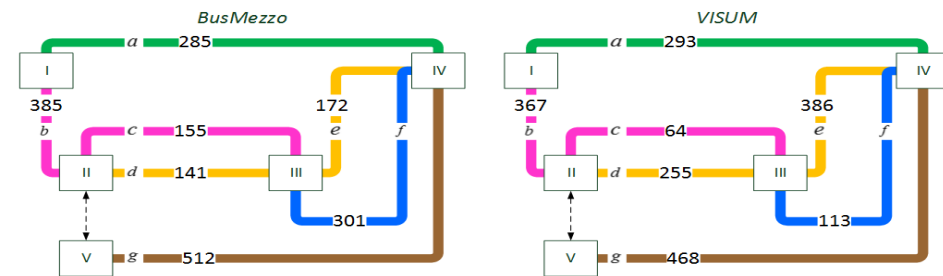 BusMezzo VISUM
a 285 a 293
I IV I IV
385 172 367 386
b c 155 e f b c 64 e f
II d 141 III II d 255 III
301 113
V g 512 V g 468